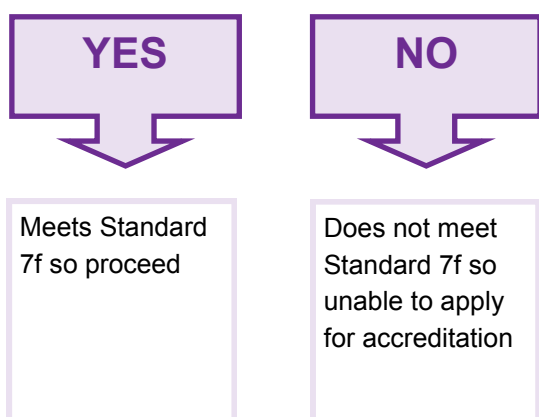 YES
NO
Meets Standard
7f so proceed
Does not meet
Standard 7f so
unable to apply
for accreditation